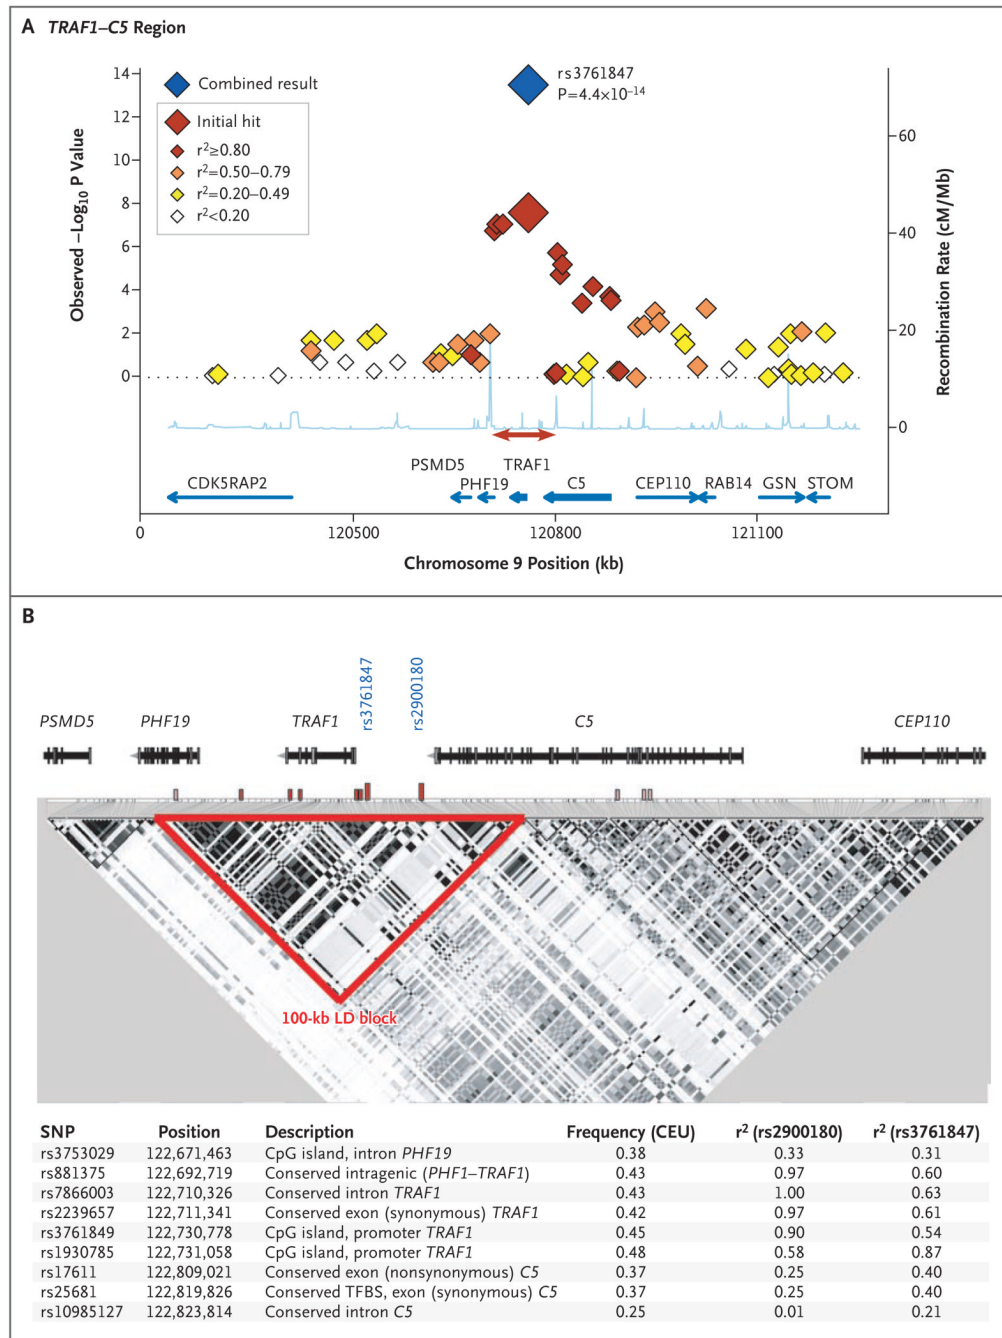 A TRAF1–C5 Region
Observed –Log10 P Value
14
12
10
8
6
4
2
0
Combined result
Initial hit
r²≥0.80
r²=0.50–0.79
r²=0.20–0.49
r²<0.20
rs3761847
P=4.4×10⁻¹⁴
60
40
20
0
Recombination Rate (cM/Mb)
PSMD5 TRAF1
CDK5RAP2 PHF19 C5 CEP110 RAB14 GSN STOM
0 120500 120800 121100
Chromosome 9 Position (kb)
B
rs3761847
rs2900180
PSMD5 PHF19 TRAF1 C5 CEP110
100-kb LD block
SNP Position Description Frequency (CEU) r² (rs2900180) r² (rs3761847)
rs3753029 122,671,463 CpG island, intron PHF19 0.38 0.33 0.31
rs881375 122,692,719 Conserved intragenic (PHF1–TRAF1) 0.43 0.97 0.60
rs7866003 122,710,326 Conserved intron TRAF1 0.43 1.00 0.63
rs2239657 122,711,341 Conserved exon (synonymous) TRAF1 0.42 0.97 0.61
rs3761849 122,730,778 CpG island, promoter TRAF1 0.45 0.90 0.54
rs1930785 122,731,058 CpG island, promoter TRAF1 0.48 0.58 0.87
rs17611 122,809,021 Conserved exon (nonsynonymous) C5 0.37 0.25 0.40
rs25681 122,819,826 Conserved TFBS, exon (synonymous) C5 0.37 0.25 0.40
rs10985127 122,823,814 Conserved intron C5 0.25 0.01 0.21